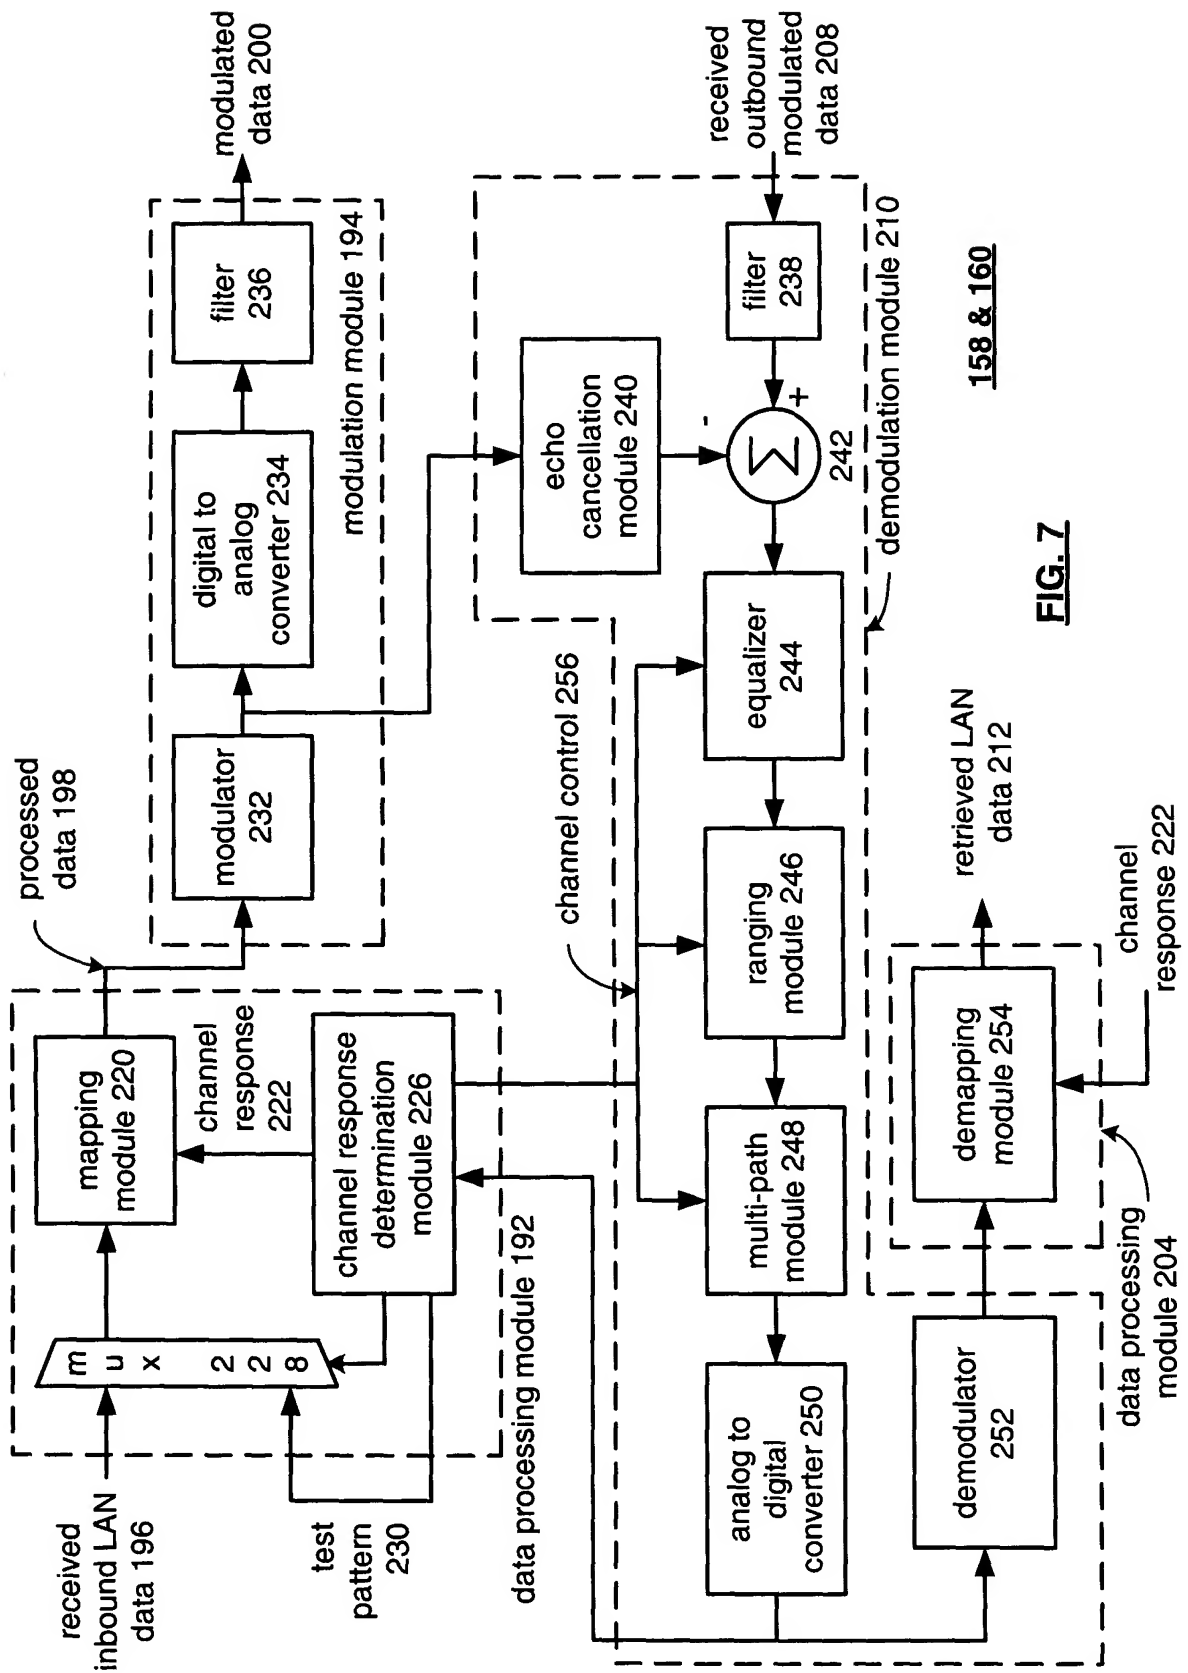 received
inbound LAN
data 196
m
u
x
2
2
8
test
pattern
230
mapping
module 220
channel
response
222
channel response
determination
module 226
data processing module 192
processed
data 198
modulator
232
digital to
analog
converter 234
filter
236
modulation module 194
modulated
data 200
echo
cancellation
module 240
-
+
Σ
242
filter
238
received
outbound
modulated
data 208
demodulation module 210
channel control 256
equalizer
244
ranging
module 246
multi-path
module 248
analog to
digital
converter 250
demodulator
252
demapping
module 254
data processing
module 204
retrieved LAN
data 212
channel
response 222
158 & 160
FIG. 7